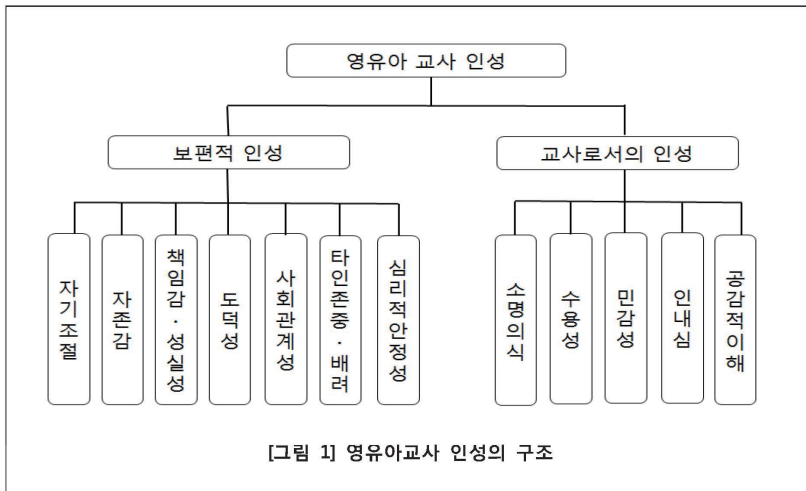 영유아 교사 인성
보편적 인성
교사로서의 인성
자기조절
자존감
책임감·성실성
도덕성
사회관계성
타인존중·배려
심리적안정성
소명의식
수용성
민감성
인내심
공감적이해
[그림 1] 영유아교사 인성의 구조